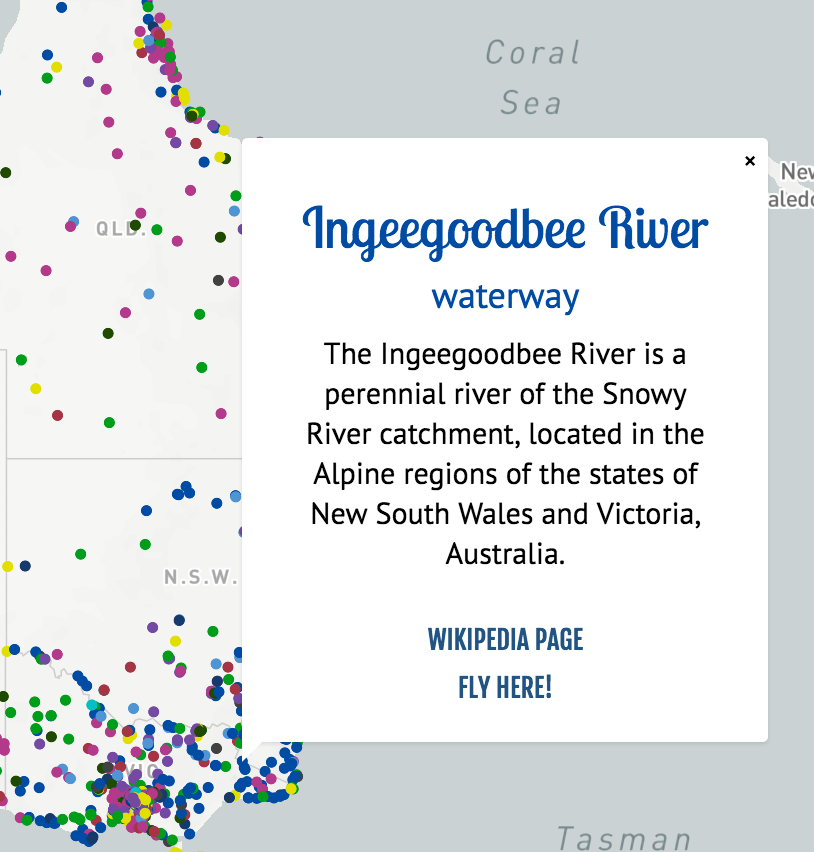 Coral
Sea
×
New
aledo
QLD.
Ingeegoodbee River
waterway
The Ingeegoodbee River is a
perennial river of the Snowy
River catchment, located in the
Alpine regions of the states of
New South Wales and Victoria,
Australia.
N.S.W.
WIKIPEDIA PAGE
FLY HERE!
VIC
Tasman